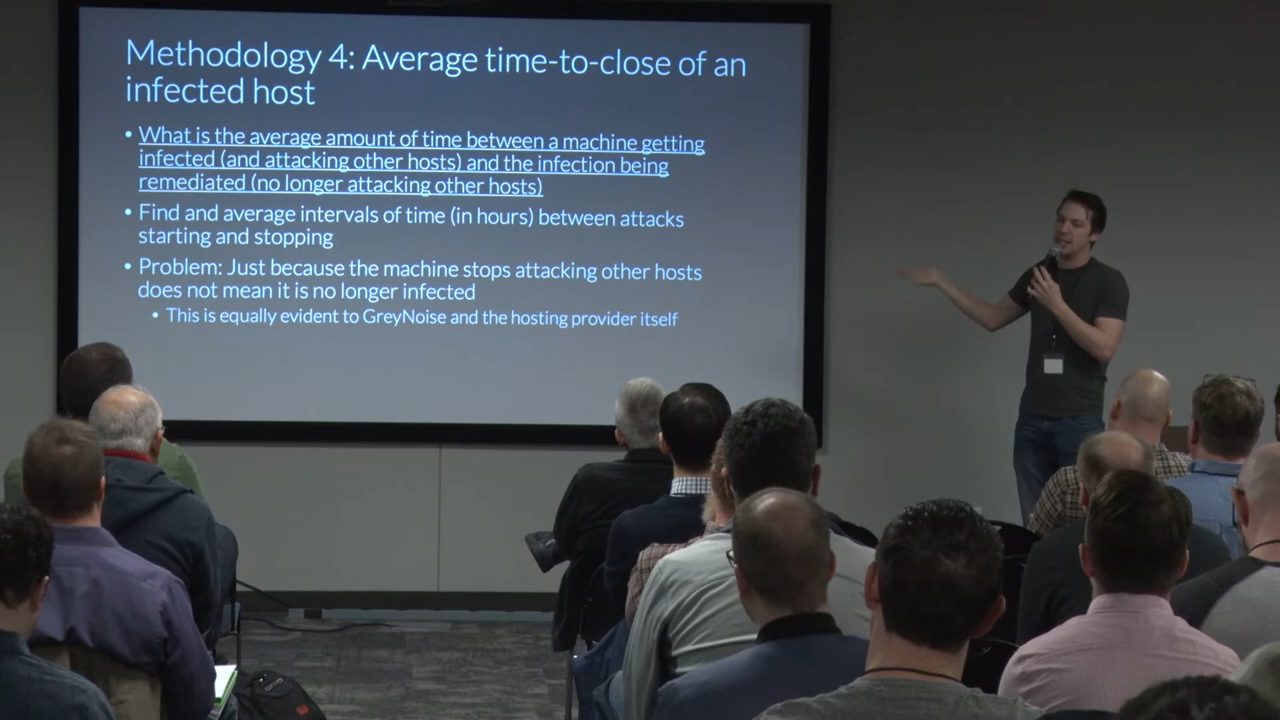 Methodology 4: Average time-to-close of an
infected host
• What is the average amount of time between a machine getting
infected (and attacking other hosts) and the infection being
remediated (no longer attacking other hosts)
• Find and average intervals of time (in hours) between attacks
starting and stopping
• Problem: Just because the machine stops attacking other hosts
does not mean it is no longer infected
• This is equally evident to GreyNoise and the hosting provider itself